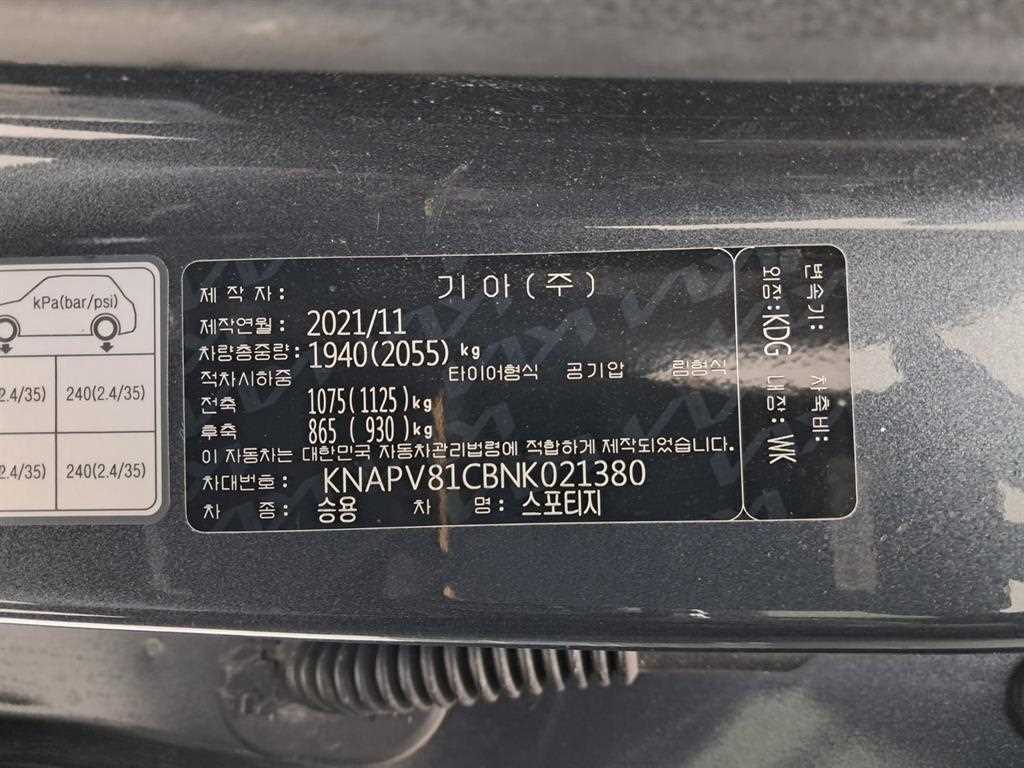 kPa(bar/psi)
2.4/35) 240(2.4/35)
2.4/35) 240(2.4/35)
제작자: 기아(주)
제작연월: 2021/11
차량총중량: 1940(2055)kg
적차시하중 타이어형식 공기압 림형식
전축 1075(1125)kg
후축 865 (930)kg
이 자동차는 대한민국 자동차관리법령에 적합하게 제작되었습니다.
차대번호: KNAPV81CBNK021380
차 종: 승용 차 명: 스포티지
변속기: 차축비:
외장: KDG 내장: WK